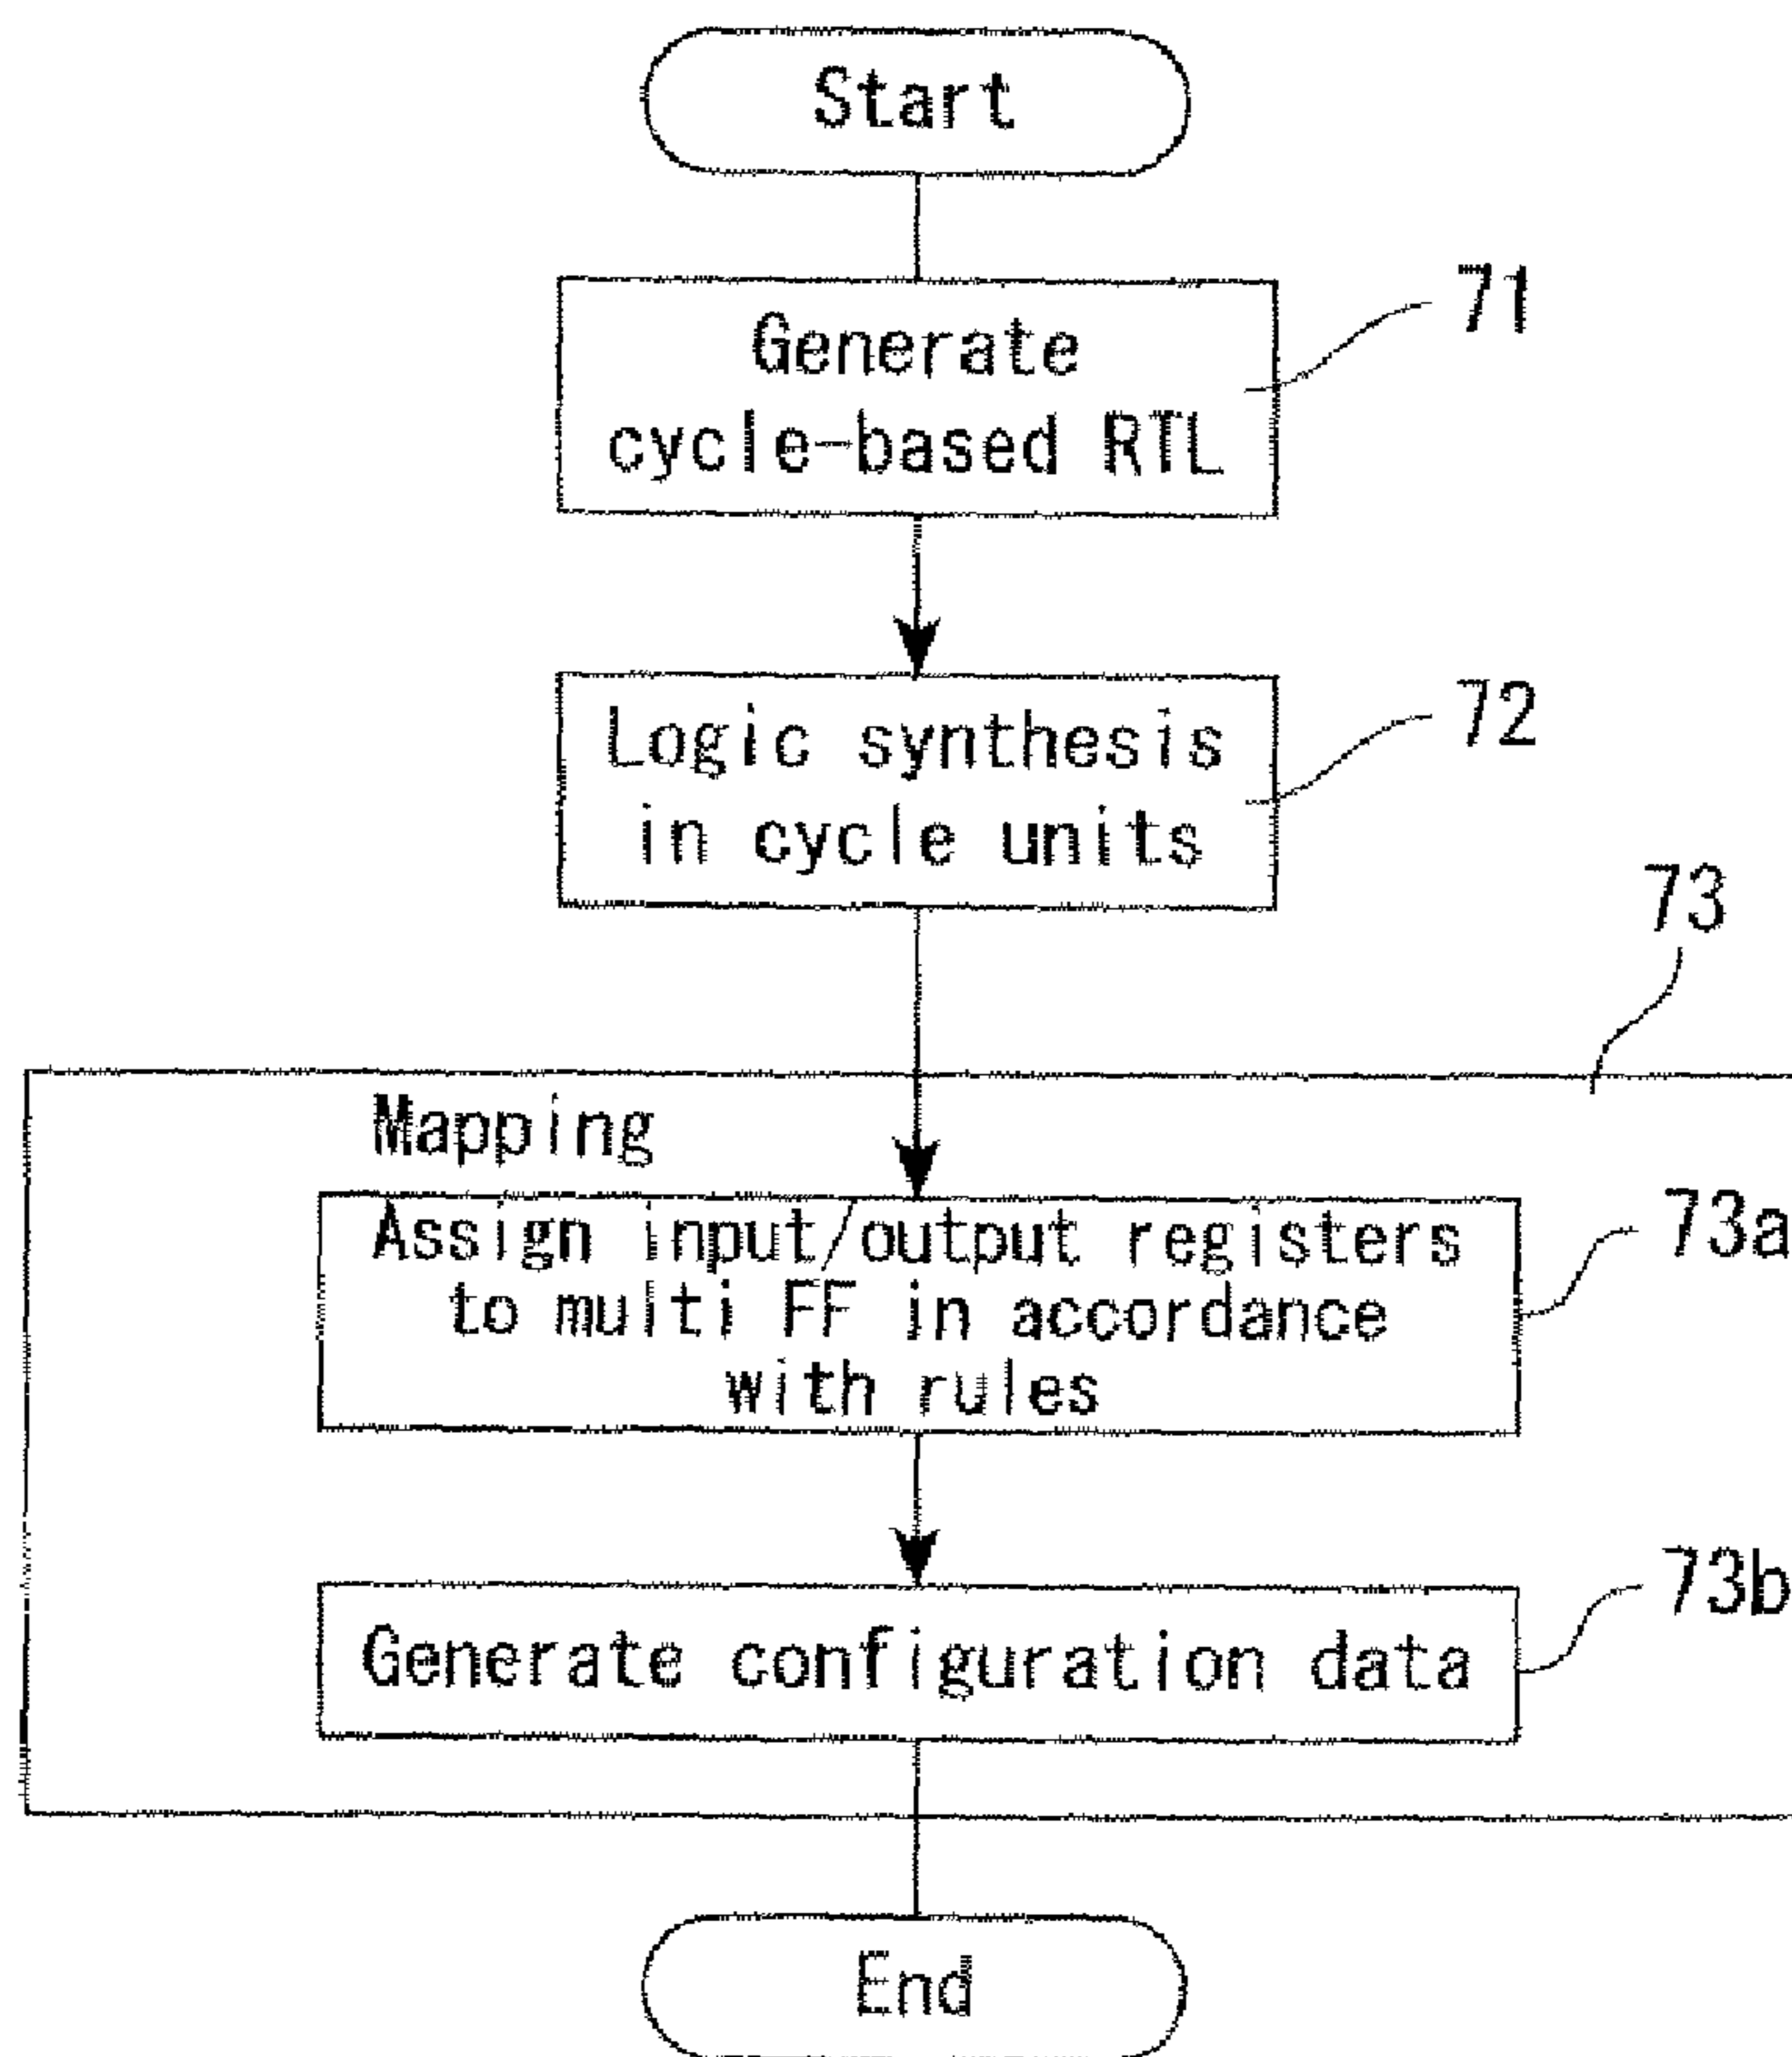 Start
71
Generate
cycle-based RTL
72
Logic synthesis
in cycle units
73
Mapping
73a
Assign input/output registers
to multi FF in accordance
with rules
73b
Generate configuration data
End